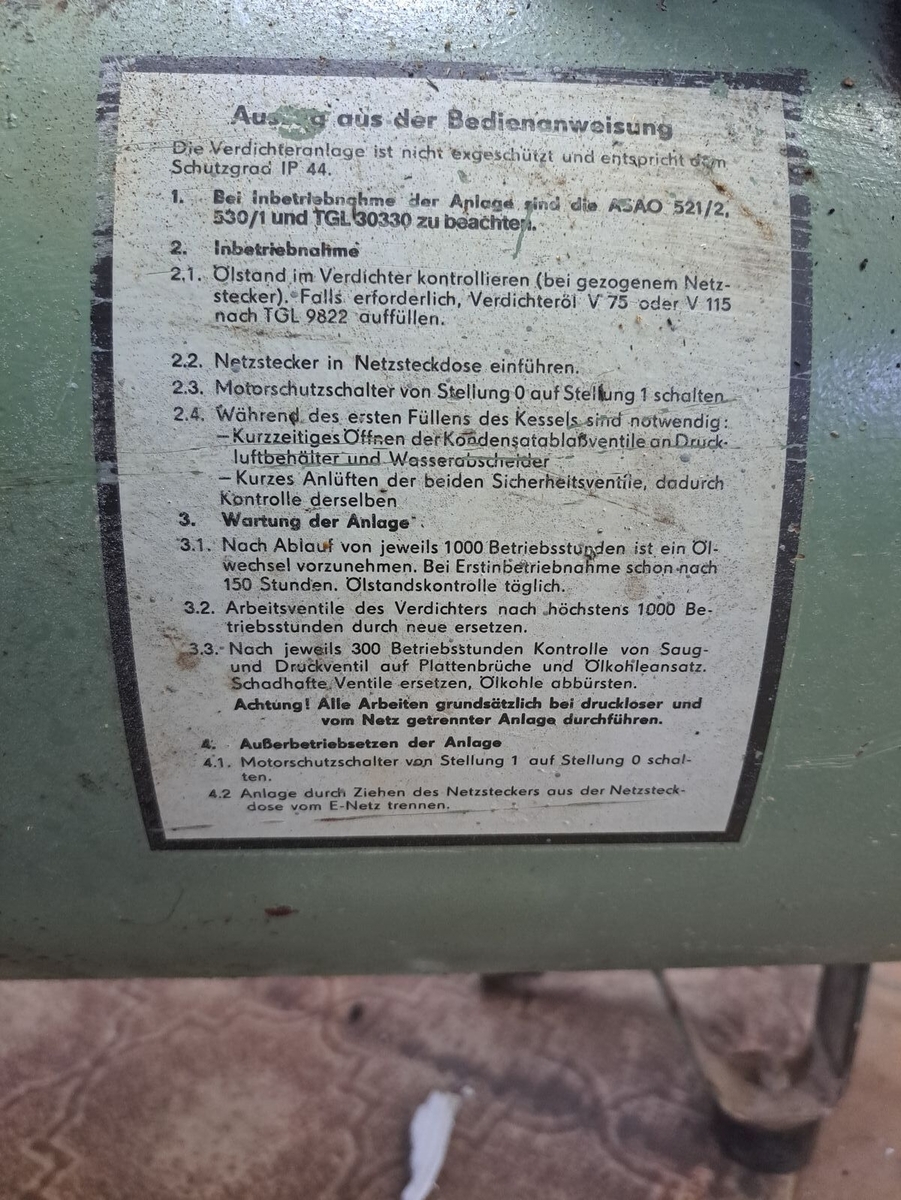 Auszug aus der Bedienanweisung
Die Verdichteranlage ist nicht exgeschützt und entspricht dem
Schutzgrad IP 44.
1. Bei Inbetriebnahme der Anlage sind die ASAO 521/2,
530/1 und TGL 30330 zu beachten.
2. Inbetriebnahme
2.1. Ölstand im Verdichter kontrollieren (bei gezogenem Netz-
stecker). Falls erforderlich, Verdichteröl V 75 oder V 115
nach TGL 9822 auffüllen.
2.2. Netzstecker in Netzsteckdose einführen.
2.3. Motorschutzschalter von Stellung 0 auf Stellung 1 schalten
2.4. Während des ersten Füllens des Kessels sind notwendig:
– Kurzzeitiges Öffnen der Kondensatablaßventile an Druck-
luftbehälter und Wasserabscheider
– Kurzes Anlüften der beiden Sicherheitsventile, dadurch
Kontrolle derselben
3. Wartung der Anlage
3.1. Nach Ablauf von jeweils 1000 Betriebsstunden ist ein Öl-
wechsel vorzunehmen. Bei Erstinbetriebnahme schon nach
150 Stunden. Ölstandskontrolle täglich.
3.2. Arbeitsventile des Verdichters nach höchstens 1000 Be-
triebsstunden durch neue ersetzen.
3.3. Nach jeweils 300 Betriebsstunden Kontrolle von Saug-
und Druckventil auf Plattenbrüche und Ölkohleansatz.
Schadhafte Ventile ersetzen, Ölkohle abbürsten.
Achtung! Alle Arbeiten grundsätzlich bei druckloser und
vom Netz getrennter Anlage durchführen.
4. Außerbetriebsetzen der Anlage
4.1. Motorschutzschalter von Stellung 1 auf Stellung 0 schal-
ten.
4.2 Anlage durch Ziehen des Netzsteckers aus der Netzsteck-
dose vom E-Netz trennen.